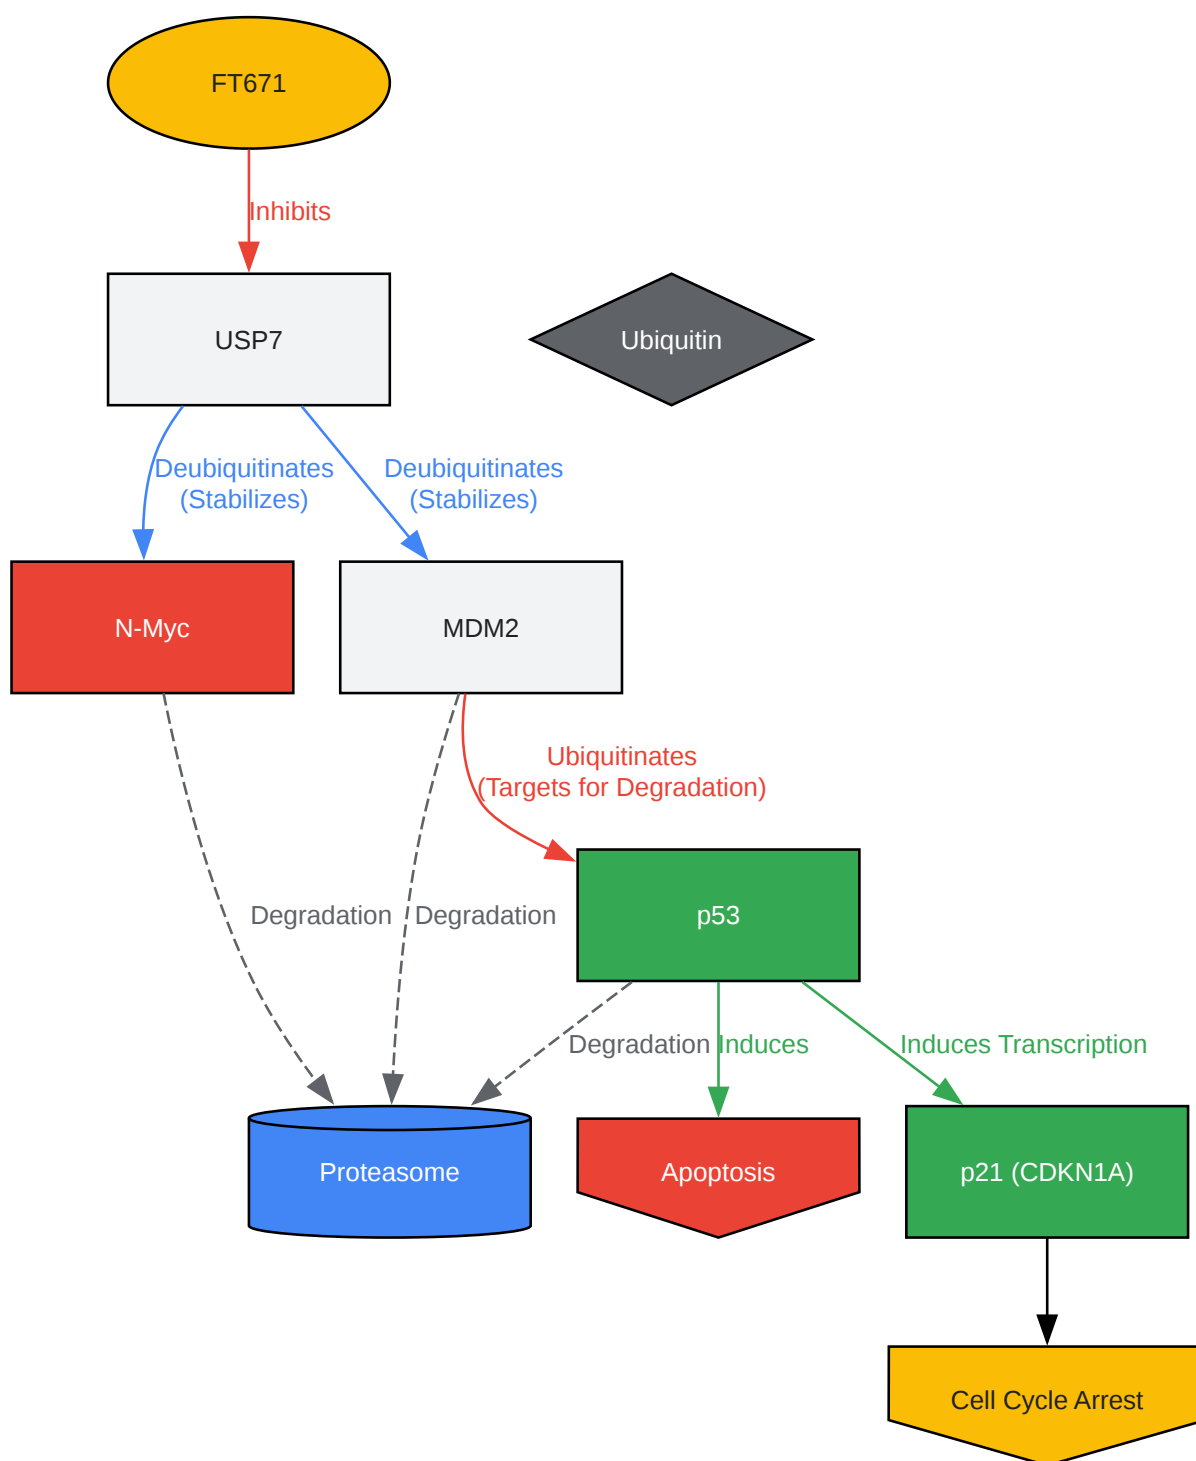 FT671
Inhibits
USP7
Ubiquitin
Deubiquitinates
(Stabilizes)
Deubiquitinates
(Stabilizes)
N-Myc
MDM2
Ubiquitinates
(Targets for Degradation)
Degradation
Degradation
p53
Degradation
Induces
Induces Transcription
Proteasome
Apoptosis
p21 (CDKN1A)
Cell Cycle Arrest